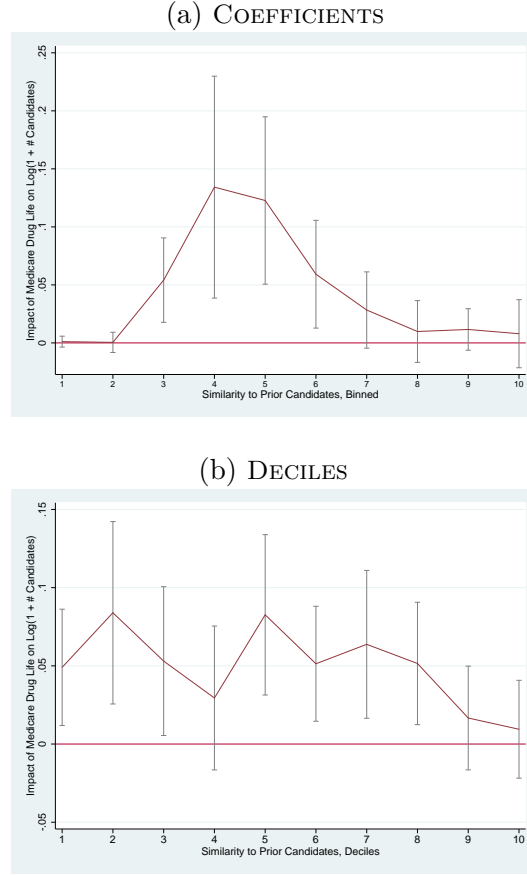 (a) COEFFICIENTS
Impact of Medicare Drug Life on Log(1 + # Candidates)
.25
.2
.15
.1
.05
0
1 2 3 4 5 6 7 8 9 10
Similarity to Prior Candidates, Binned
(b) DECILES
Impact of Medicare Drug Life on Log(1 + # Candidates)
.15
.1
.05
0
-.05
1 2 3 4 5 6 7 8 9 10
Similarity to Prior Candidates, Deciles